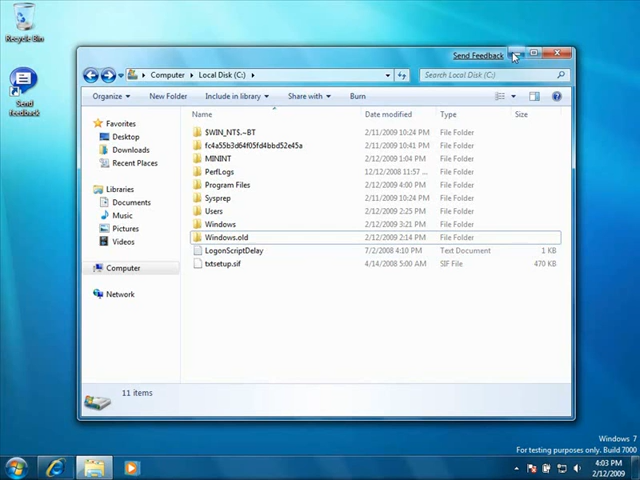 Recycle Bin
Send feedback
Send Feedback
Computer ▸ Local Disk (C:) ▸
Search Local Disk (C:)
Organize New Folder Include in library Share with Burn
Name Date modified Type Size
Favorites
Desktop
Downloads
Recent Places
Libraries
Documents
Music
Pictures
Videos
Computer
Network
$WIN_NT$.~BT 2/11/2009 10:24 PM File Folder
fc4a55b3d64f05fd4bbd52e45a 2/11/2009 10:41 PM File Folder
MININT 2/12/2009 1:04 PM File Folder
PerfLogs 12/12/2008 11:57 ... File Folder
Program Files 2/12/2009 4:00 PM File Folder
Sysprep 2/11/2009 10:24 PM File Folder
Users 2/12/2009 2:25 PM File Folder
Windows 2/12/2009 3:21 PM File Folder
Windows.old 2/12/2009 2:14 PM File Folder
LogonScriptDelay 7/2/2008 4:10 PM Text Document 1 KB
txtsetup.sif 4/14/2008 5:00 AM SIF File 470 KB
11 items
Windows 7
For testing purposes only. Build 7000
4:03 PM
2/12/2009